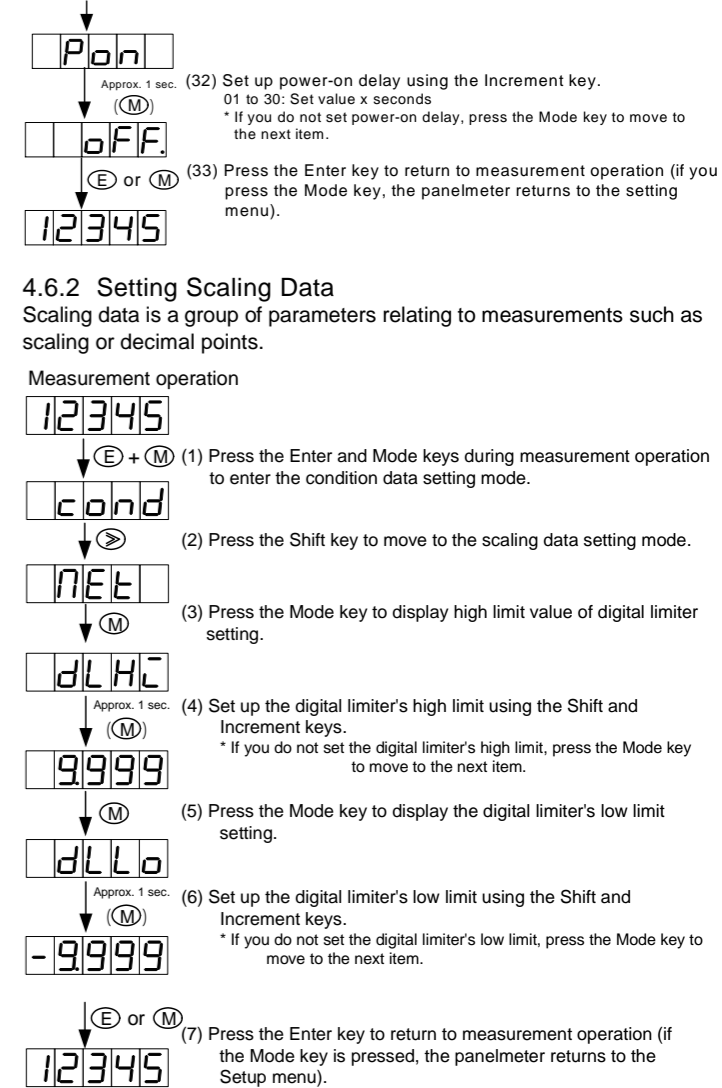 Pon
Approx. 1 sec.
(M)
(32) Set up power-on delay using the Increment key.
01 to 30: Set value x seconds
* If you do not set power-on delay, press the Mode key to move to
the next item.
oFF.
E or M
(33) Press the Enter key to return to measurement operation (if you
press the Mode key, the panelmeter returns to the setting
menu).
12345
4.6.2 Setting Scaling Data
Scaling data is a group of parameters relating to measurements such as
scaling or decimal points.
Measurement operation
12345
E + M (1) Press the Enter and Mode keys during measurement operation
to enter the condition data setting mode.
cond
(2) Press the Shift key to move to the scaling data setting mode.
MEt
M
(3) Press the Mode key to display high limit value of digital limiter
setting.
dLHi
Approx. 1 sec.
(M)
(4) Set up the digital limiter's high limit using the Shift and
Increment keys.
* If you do not set the digital limiter's high limit, press the Mode key
to move to the next item.
9.999
M
(5) Press the Mode key to display the digital limiter's low limit
setting.
dLLo
Approx. 1 sec.
(M)
(6) Set up the digital limiter's low limit using the Shift and
Increment keys.
* If you do not set the digital limiter's low limit, press the Mode key to
move to the next item.
-9.999
E or M
(7) Press the Enter key to return to measurement operation (if
the Mode key is pressed, the panelmeter returns to the
Setup menu).
12345